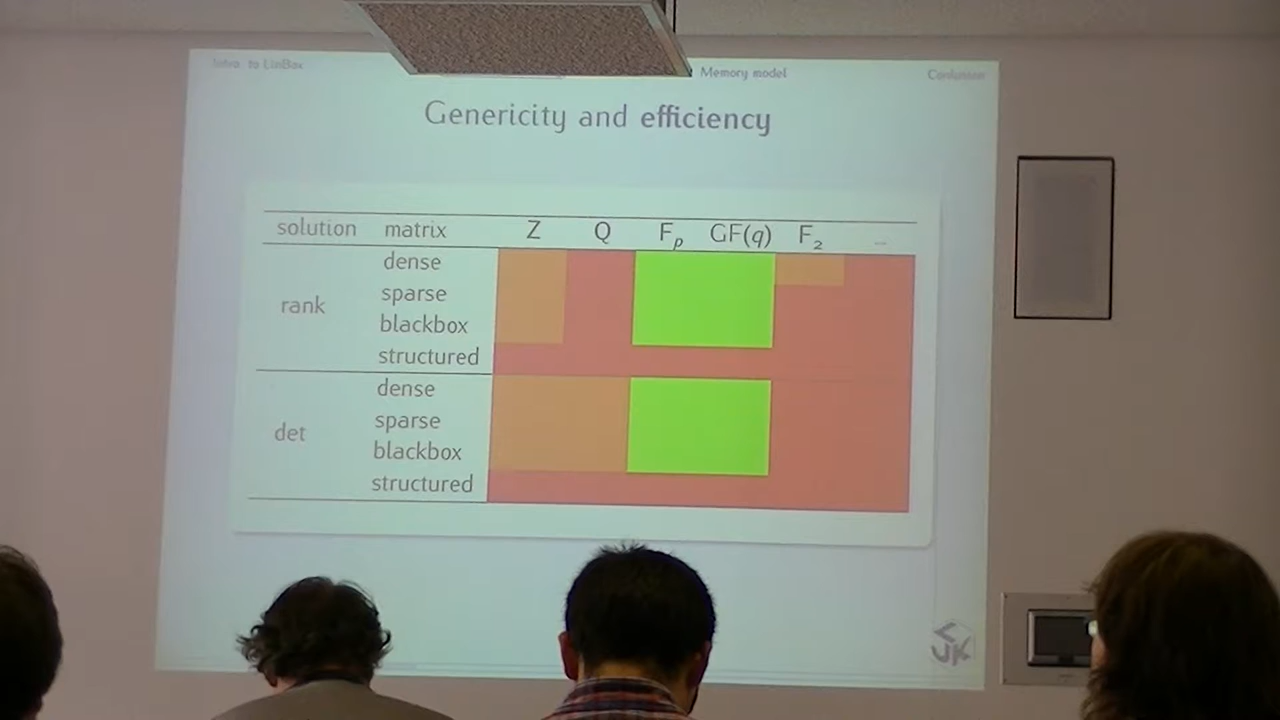 Intro to LinBox Memory model Conlusion
Genericity and efficiency
solution matrix Z Q Fp GF(q) F2 ...
dense
sparse
rank
blackbox
structured
dense
sparse
det
blackbox
structured